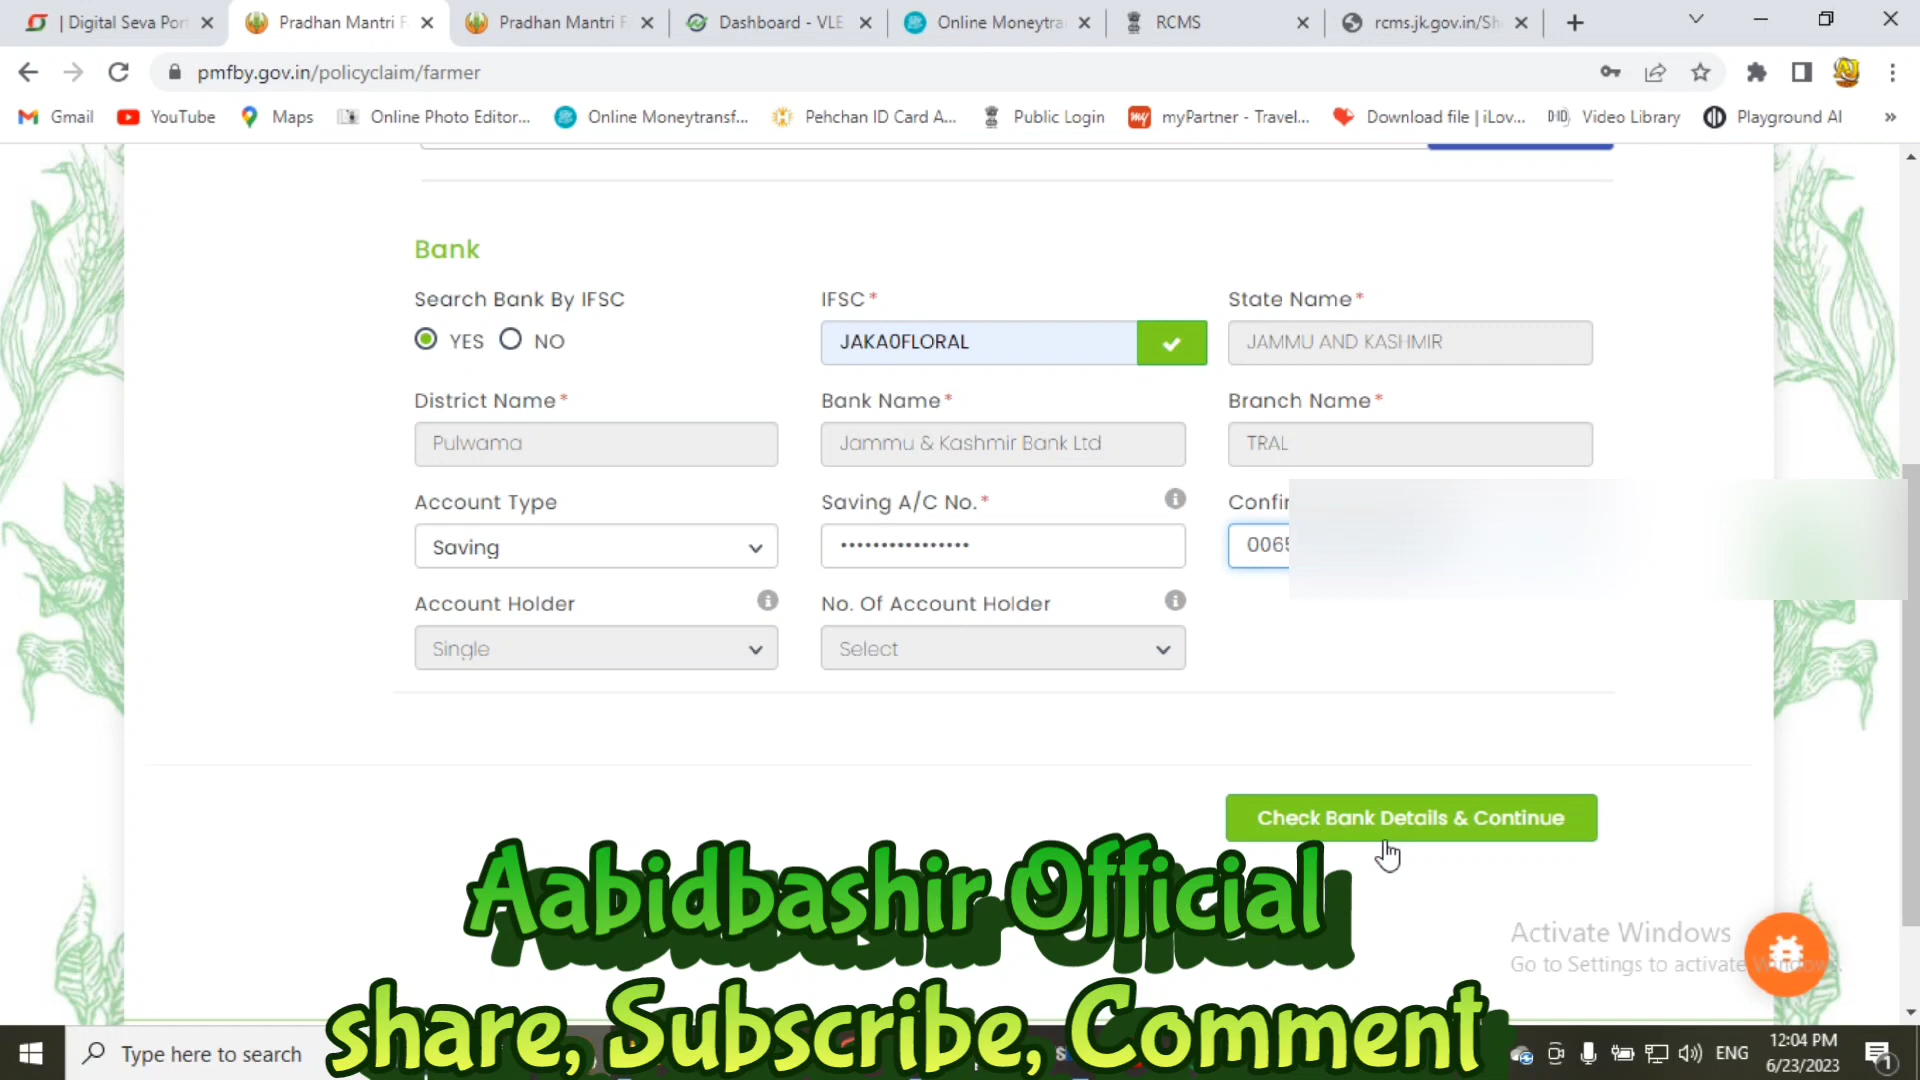 | Digital Seva Por
Pradhan Mantri F
Pradhan Mantri F
Dashboard - VLE
Online Moneytra
RCMS
rcms.jk.gov.in/Sh
pmfby.gov.in/policyclaim/farmer
Gmail
YouTube
Maps
Online Photo Editor...
Online Moneytransf...
Pehchan ID Card A...
Public Login
my
myPartner - Travel...
Download file | iLov...
Video Library
Playground AI
»
Bank
Search Bank By IFSC
IFSC*
State Name*
YES
NO
JAKA0FLORAL
JAMMU AND KASHMIR
District Name*
Bank Name*
Branch Name*
Pulwama
Jammu & Kashmir Bank Ltd
TRAL
Account Type
Saving A/C No.*
Confir
Saving
••••••••••••••••
0065
Account Holder
No. Of Account Holder
Single
Select
Check Bank Details & Continue
Aabidbashir Official
share, Subscribe, Comment
Activate Windows
Go to Settings to activate Windows.
Type here to search
ENG
12:04 PM
6/23/2023
1